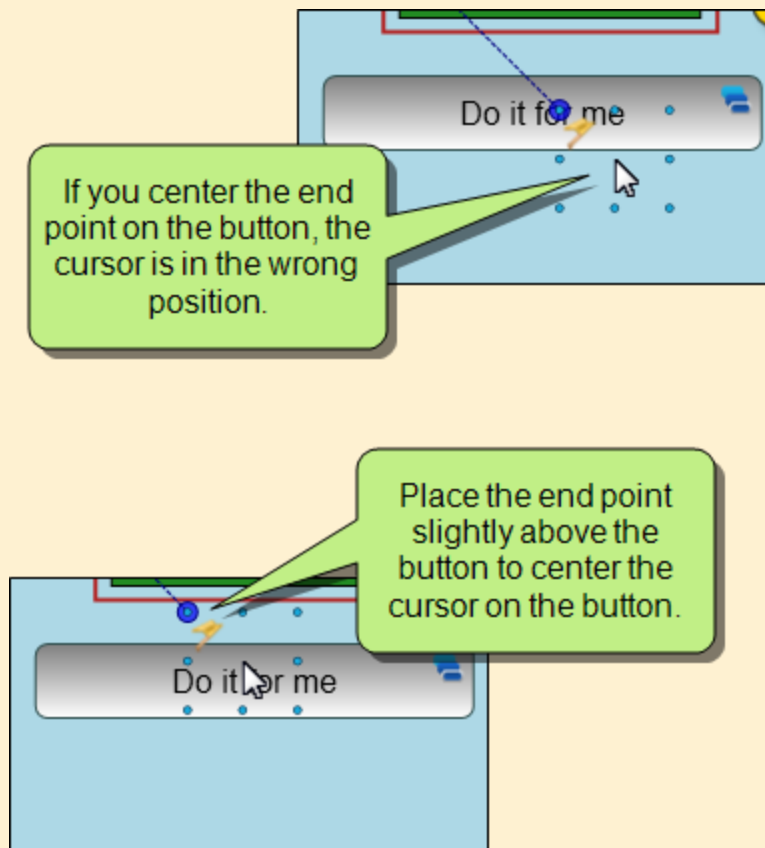 Do it for me
If you center the end
point on the button, the
cursor is in the wrong
position.
Place the end point
slightly above the
button to center the
cursor on the button.
Do it for me